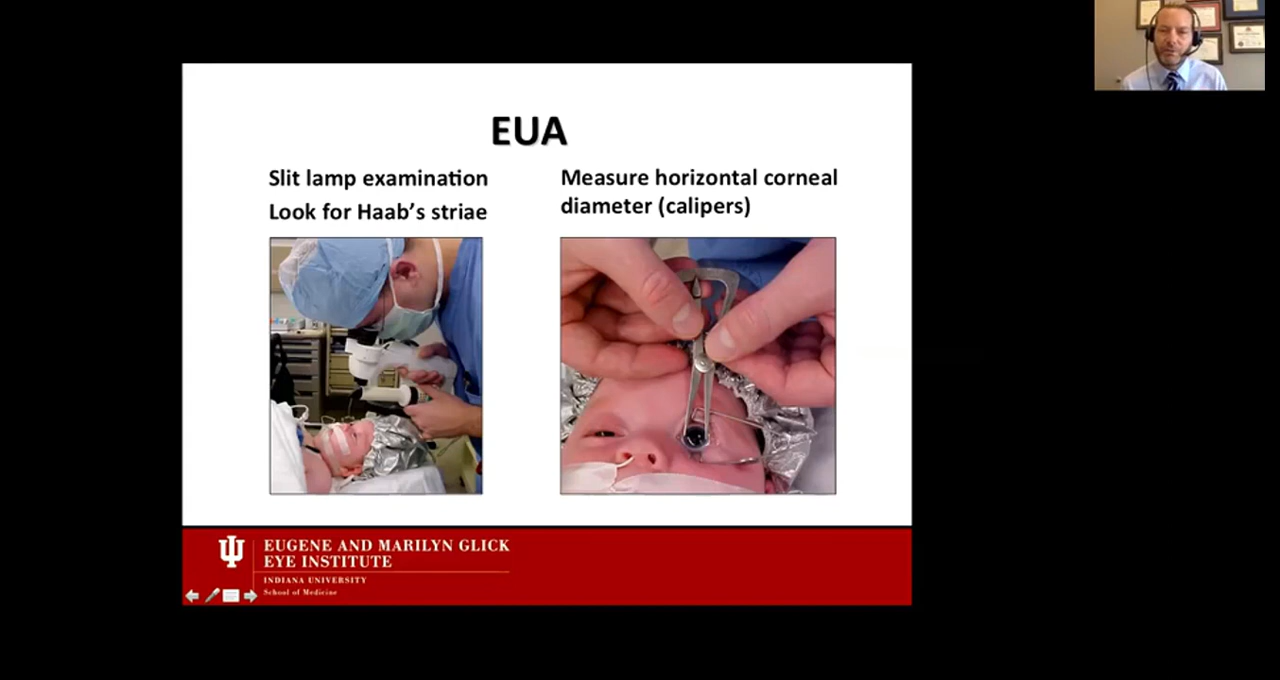 EUA
Slit lamp examination
Look for Haab's striae
Measure horizontal corneal
diameter (calipers)
EUGENE AND MARILYN GLICK
EYE INSTITUTE
INDIANA UNIVERSITY
School of Medicine